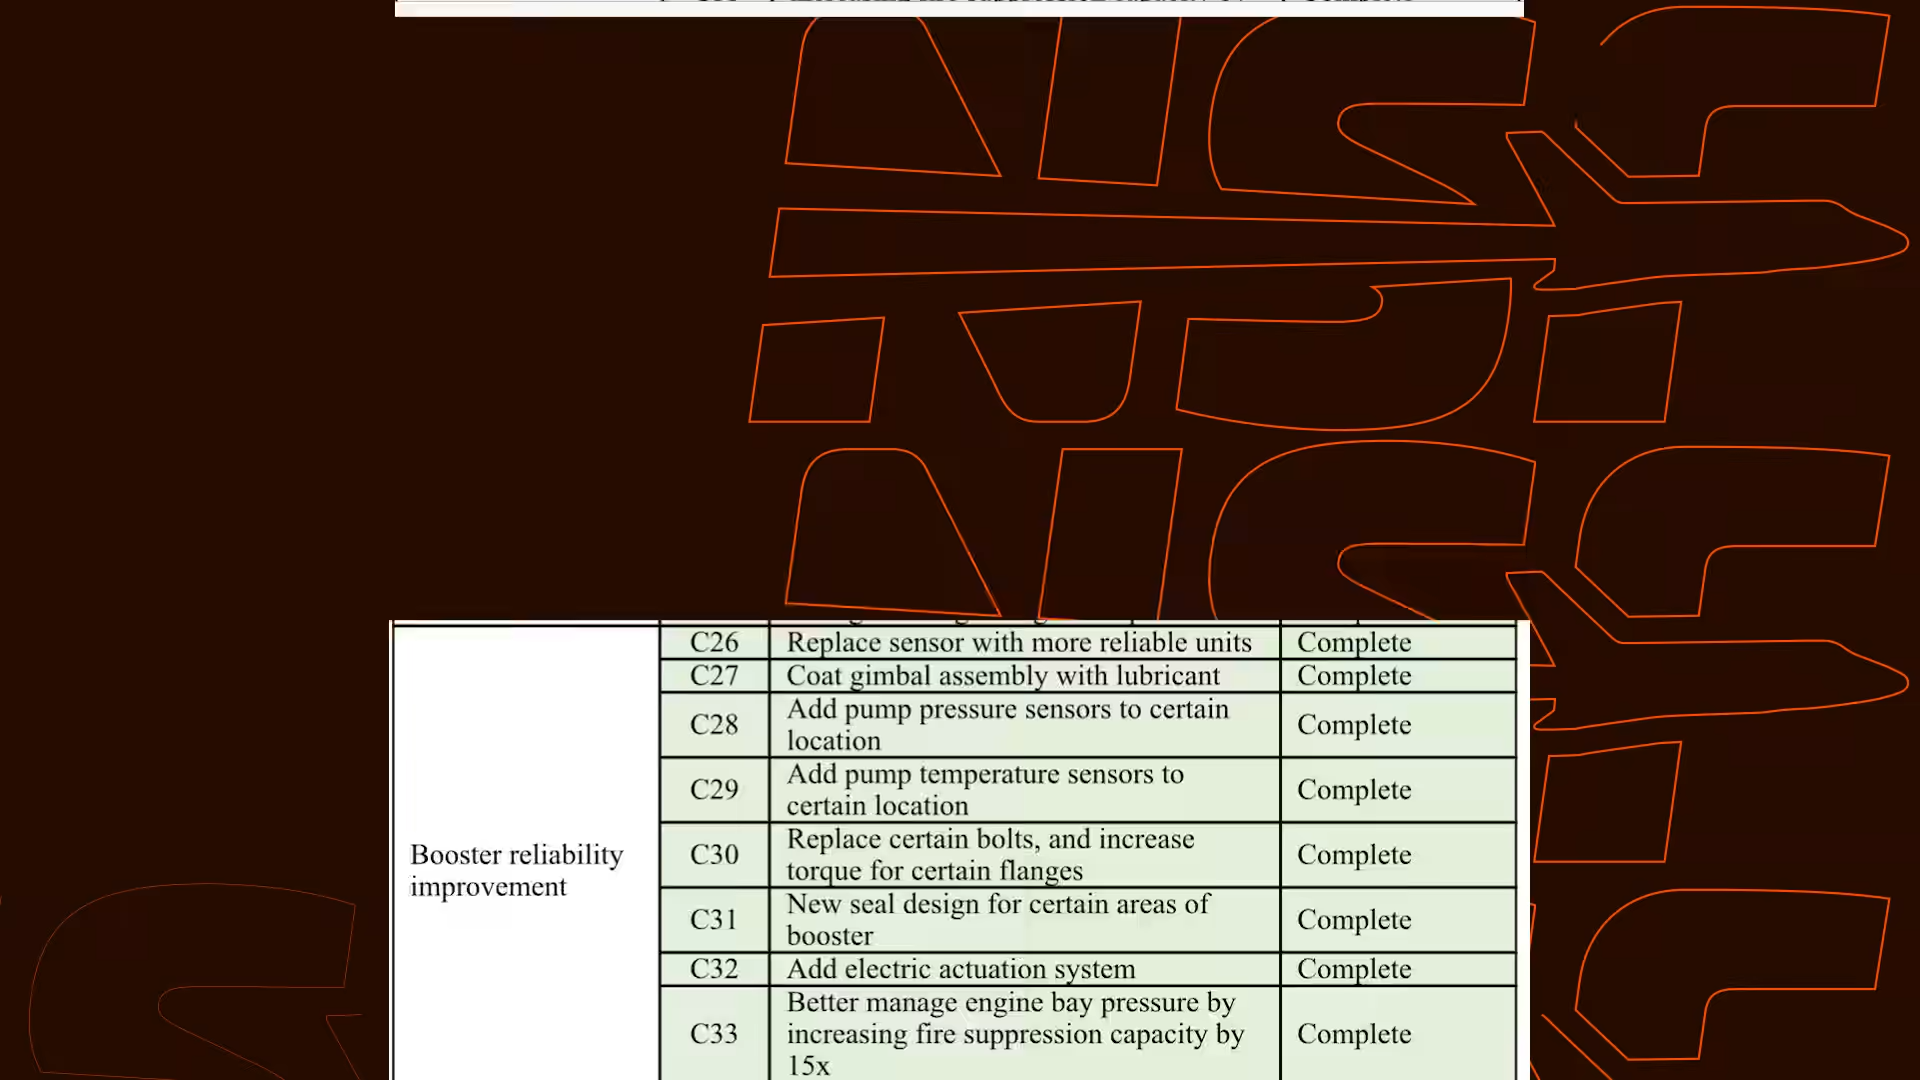 C26 Replace sensor with more reliable units Complete
C27 Coat gimbal assembly with lubricant Complete
C28 Add pump pressure sensors to certain location Complete
C29 Add pump temperature sensors to certain location Complete
Booster reliability improvement
C30 Replace certain bolts, and increase torque for certain flanges Complete
C31 New seal design for certain areas of booster Complete
C32 Add electric actuation system Complete
C33 Better manage engine bay pressure by increasing fire suppression capacity by 15x Complete